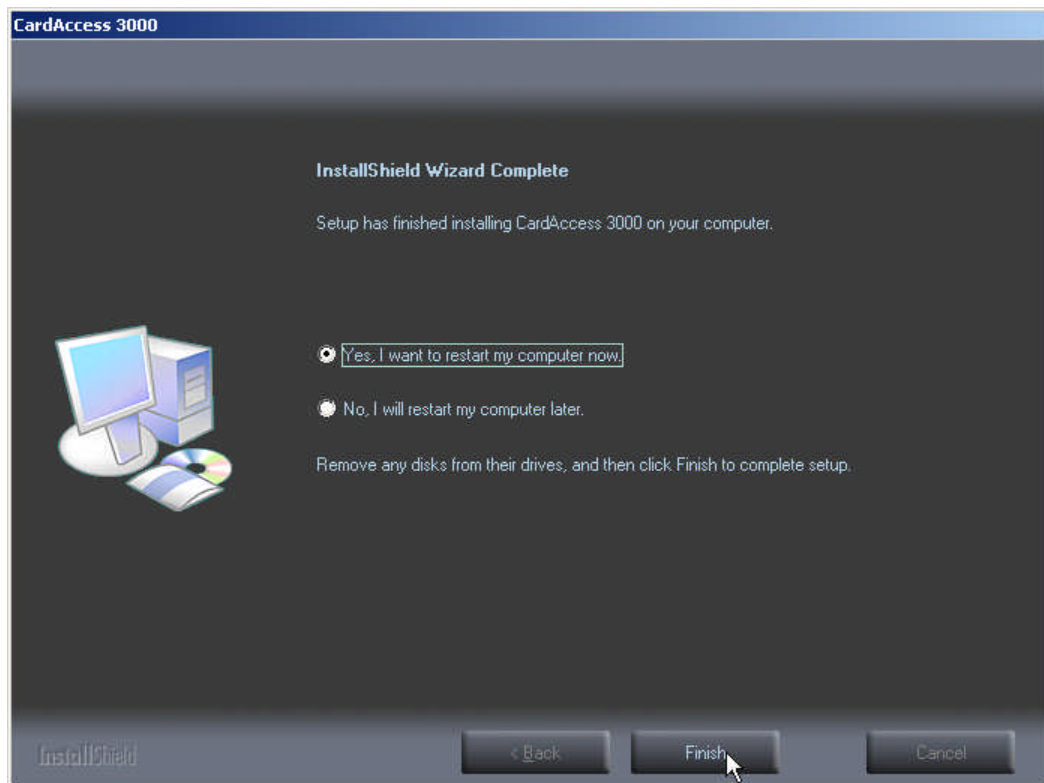 CardAccess 3000
InstallShield Wizard Complete
Setup has finished installing CardAccess 3000 on your computer.
Yes, I want to restart my computer now.
No, I will restart my computer later.
Remove any disks from their drives, and then click Finish to complete setup.
InstallShield
< Back
Finish
Cancel